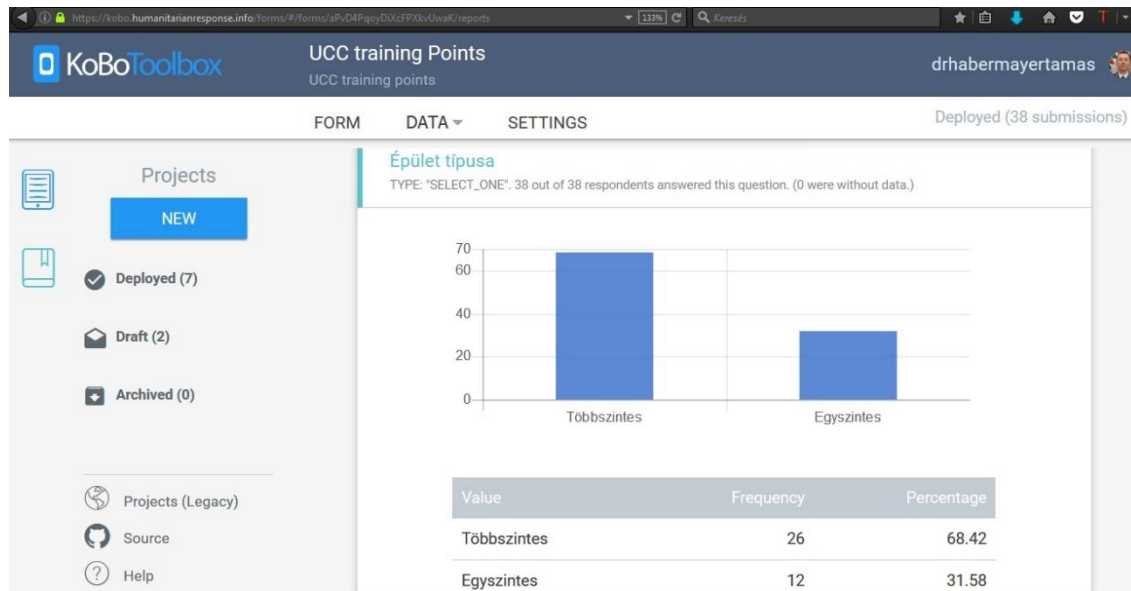 https://kobo.humanitarianresponse.info/forms/#/forms/aPvD4PqoyDiXcFPXkvUwaK/reports
133%
Keresés
KoBoToolbox
UCC training Points
UCC training points
drhabermayertamas
FORM DATA SETTINGS
Deployed (38 submissions)
Projects
NEW
Deployed (7)
Draft (2)
Archived (0)
Projects (Legacy)
Source
Help
Épület típusa
TYPE: "SELECT_ONE". 38 out of 38 respondents answered this question. (0 were without data.)
70
60
40
20
0
Többszintes Egyszintes
Value Frequency Percentage
Többszintes 26 68.42
Egyszintes 12 31.58